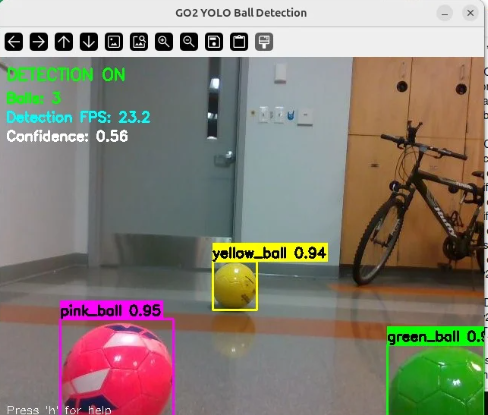 GO2 YOLO Ball Detection
DETECTION ON
Balls: 3
Detection FPS: 23.2
Confidence: 0.56
yellow_ball 0.94
pink_ball 0.95
green_ball 0.9
Press 'h' for help